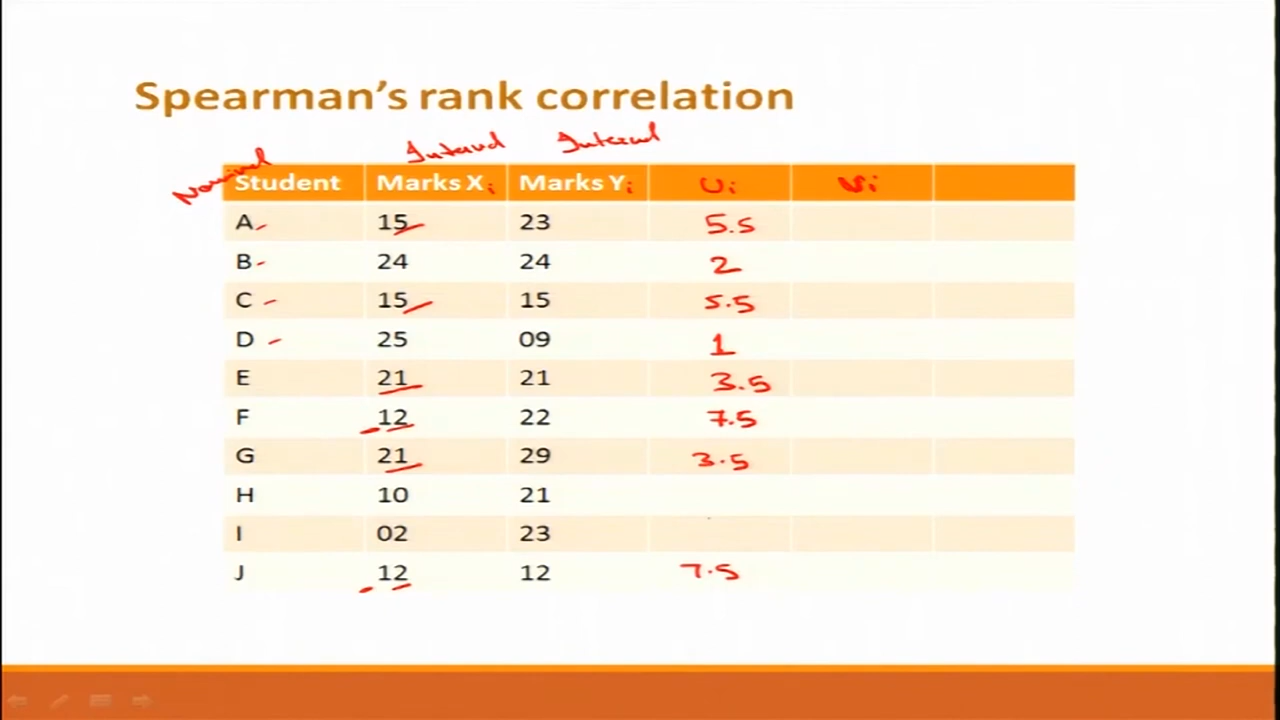 Spearman's rank correlation
Interval Interval
Nominal
Student Marks Xi Marks Yi Ui Vi
A 15 23 5.5
B 24 24 2
C 15 15 5.5
D 25 09 1
E 21 21 3.5
F 12 22 7.5
G 21 29 3.5
H 10 21
I 02 23
J 12 12 7.5